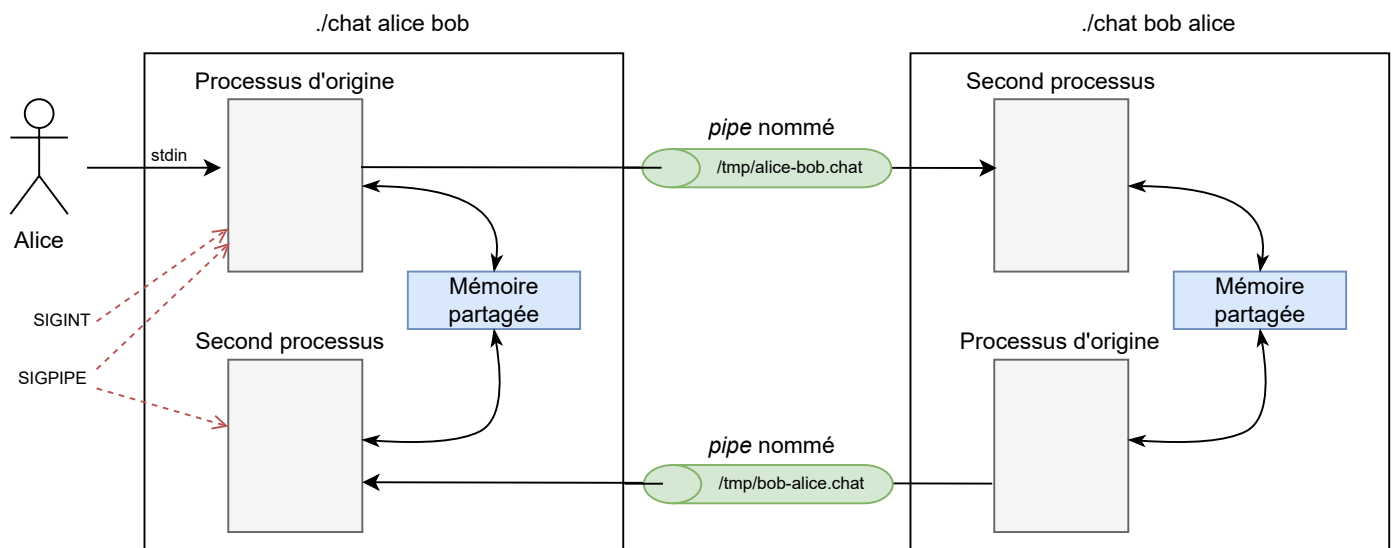 ./chat alice bob
./chat bob alice
Processus d'origine
Second processus
pipe nommé
stdin
/tmp/alice-bob.chat
Alice
Mémoire
partagée
Mémoire
partagée
SIGINT
Second processus
Processus d'origine
SIGPIPE
pipe nommé
/tmp/bob-alice.chat